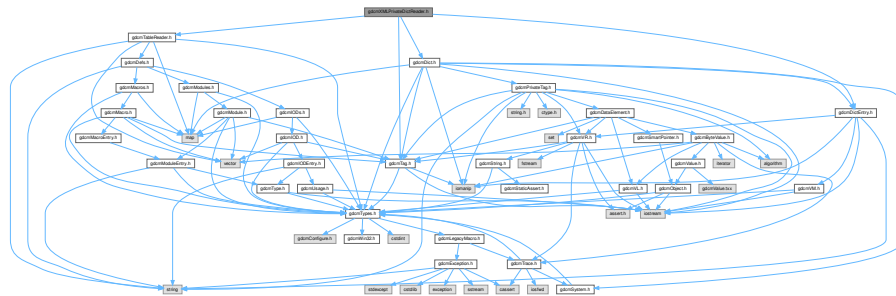 gdcmXMLPrivateDictReader.h
gdcmTableReader.h
gdcmDefs.h
gdcmDict.h
gdcmMacros.h
gdcmModules.h
gdcmPrivateTag.h
gdcmMacro.h
gdcmModule.h
gdcmIODs.h
string.h
ctype.h
gdcmDataElement.h
gdcmDictEntry.h
gdcmMacroEntry.h
map
gdcmIOD.h
set
gdcmVR.h
gdcmSmartPointer.h
gdcmByteValue.h
gdcmModuleEntry.h
vector
gdcmIODEntry.h
gdcmTag.h
gdcmString.h
fstream
gdcmValue.h
iterator
algorithm
gdcmType.h
gdcmUsage.h
iomanip
gdcmStaticAssert.h
gdcmVL.h
gdcmObject.h
gdcmValue.txx
gdcmVM.h
gdcmTypes.h
assert.h
iostream
gdcmConfigure.h
gdcmWin32.h
cstdint
gdcmLegacyMacro.h
gdcmException.h
gdcmTrace.h
string
stdexcept
cstdlib
exception
sstream
cassert
iosfwd
gdcmSystem.h